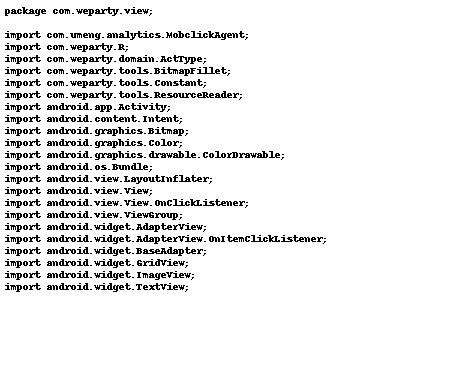 package com.weparty.view;
import com.umeng.analytics.MobclickAgent;
import com.weparty.R;
import com.weparty.domain.ActType;
import com.weparty.tools.BitmapFillet;
import com.weparty.tools.Constant;
import com.weparty.tools.ResourceReader;
import android.app.Activity;
import android.content.Intent;
import android.graphics.Bitmap;
import android.graphics.Color;
import android.graphics.drawable.ColorDrawable;
import android.os.Bundle;
import android.view.LayoutInflater;
import android.view.View;
import android.view.View.OnClickListener;
import android.view.ViewGroup;
import android.widget.AdapterView;
import android.widget.AdapterView.OnItemClickListener;
import android.widget.BaseAdapter;
import android.widget.GridView;
import android.widget.ImageView;
import android.widget.TextView;